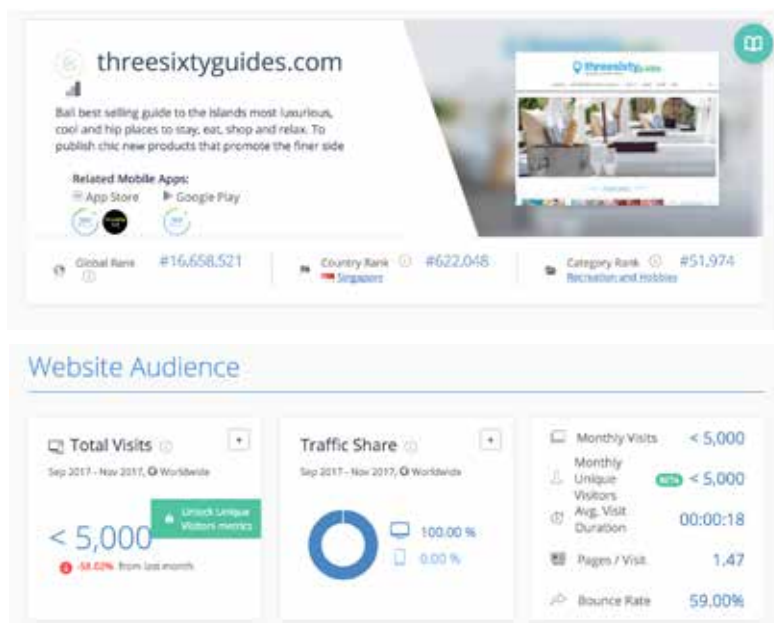 threesixtyguides.com
Bali best selling guide to the islands most luxurious,
cool and hip places to stay, eat, shop and relax. To
publish chic new products that promote the finer side
threesixtyguides
Related Mobile Apps:
App Store Google Play
Global Rank #16,658,521
Country Rank #622,048
Singapore
Category Rank #51,974
Recreation and Hobbies
Website Audience
Total Visits
Sep 2017 - Nov 2017, Worldwide
Unlock Unique
Visitors metrics
< 5,000
from last month
Traffic Share
Sep 2017 - Nov 2017, Worldwide
100.00 %
0.00 %
Monthly Visits < 5,000
Monthly
Unique
Visitors
BETA < 5,000
Avg. Visit
Duration
00:00:18
Pages / Visit 1.47
Bounce Rate 59.00%